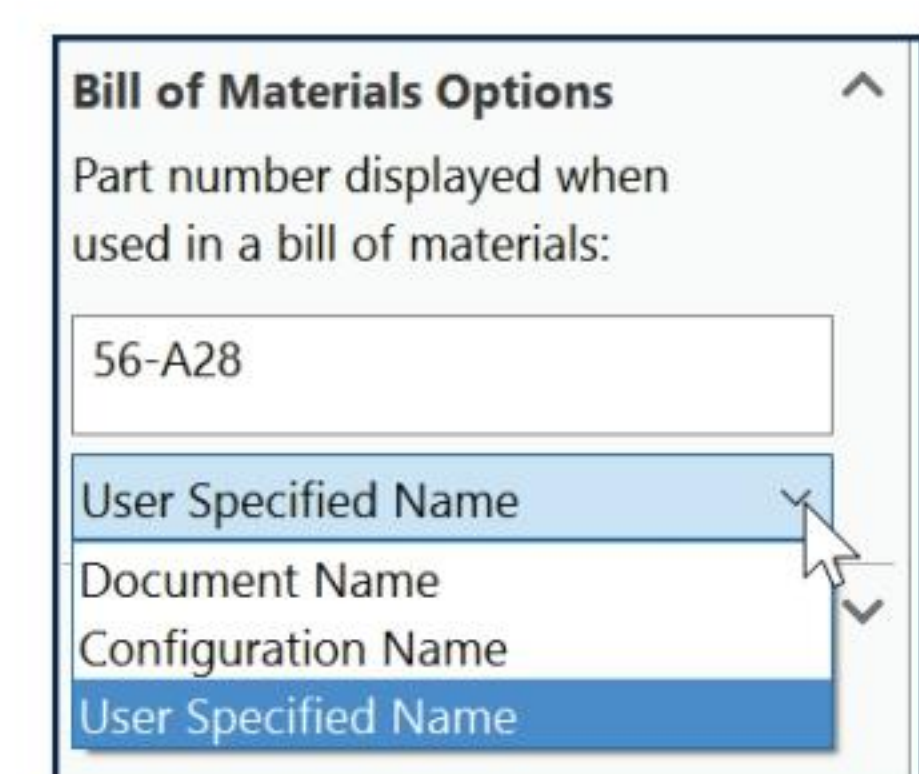 Bill of Materials Options
Part number displayed when
used in a bill of materials:
56-A28
User Specified Name
Document Name
Configuration Name
User Specified Name